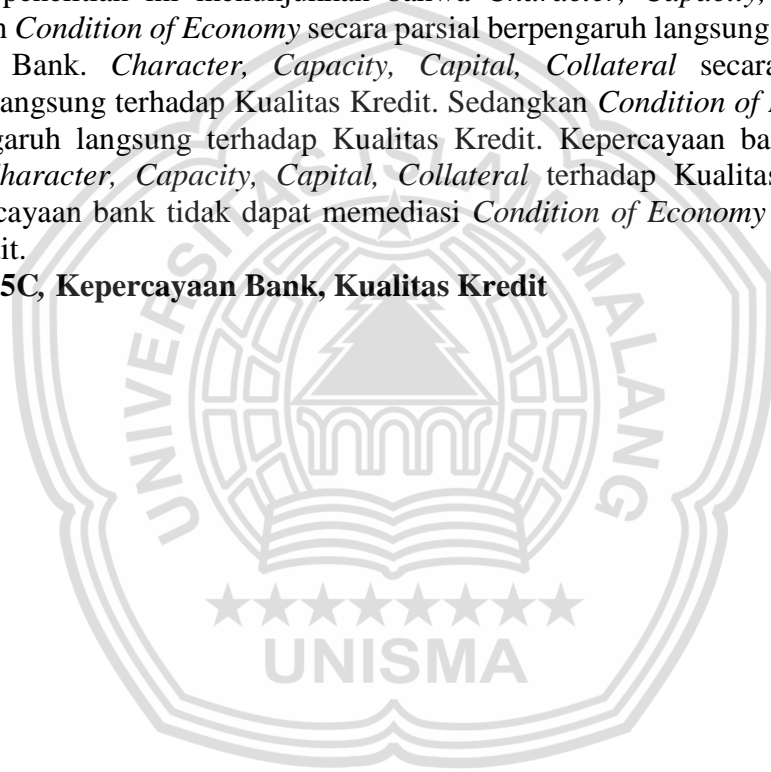 penelitian ini menunjukkan bahwa Character, Capacity,
Condition of Economy secara parsial berpengaruh langsung
Bank. Character, Capacity, Capital, Collateral secara
langsung terhadap Kualitas Kredit. Sedangkan Condition of
garuh langsung terhadap Kualitas Kredit. Kepercayaan ba
haracter, Capacity, Capital, Collateral terhadap Kualitas
cayaan bank tidak dapat memediasi Condition of Economy
it.
5C, Kepercayaan Bank, Kualitas Kredit
UNIVERSITAS ISLAM MALANG
UNISMA